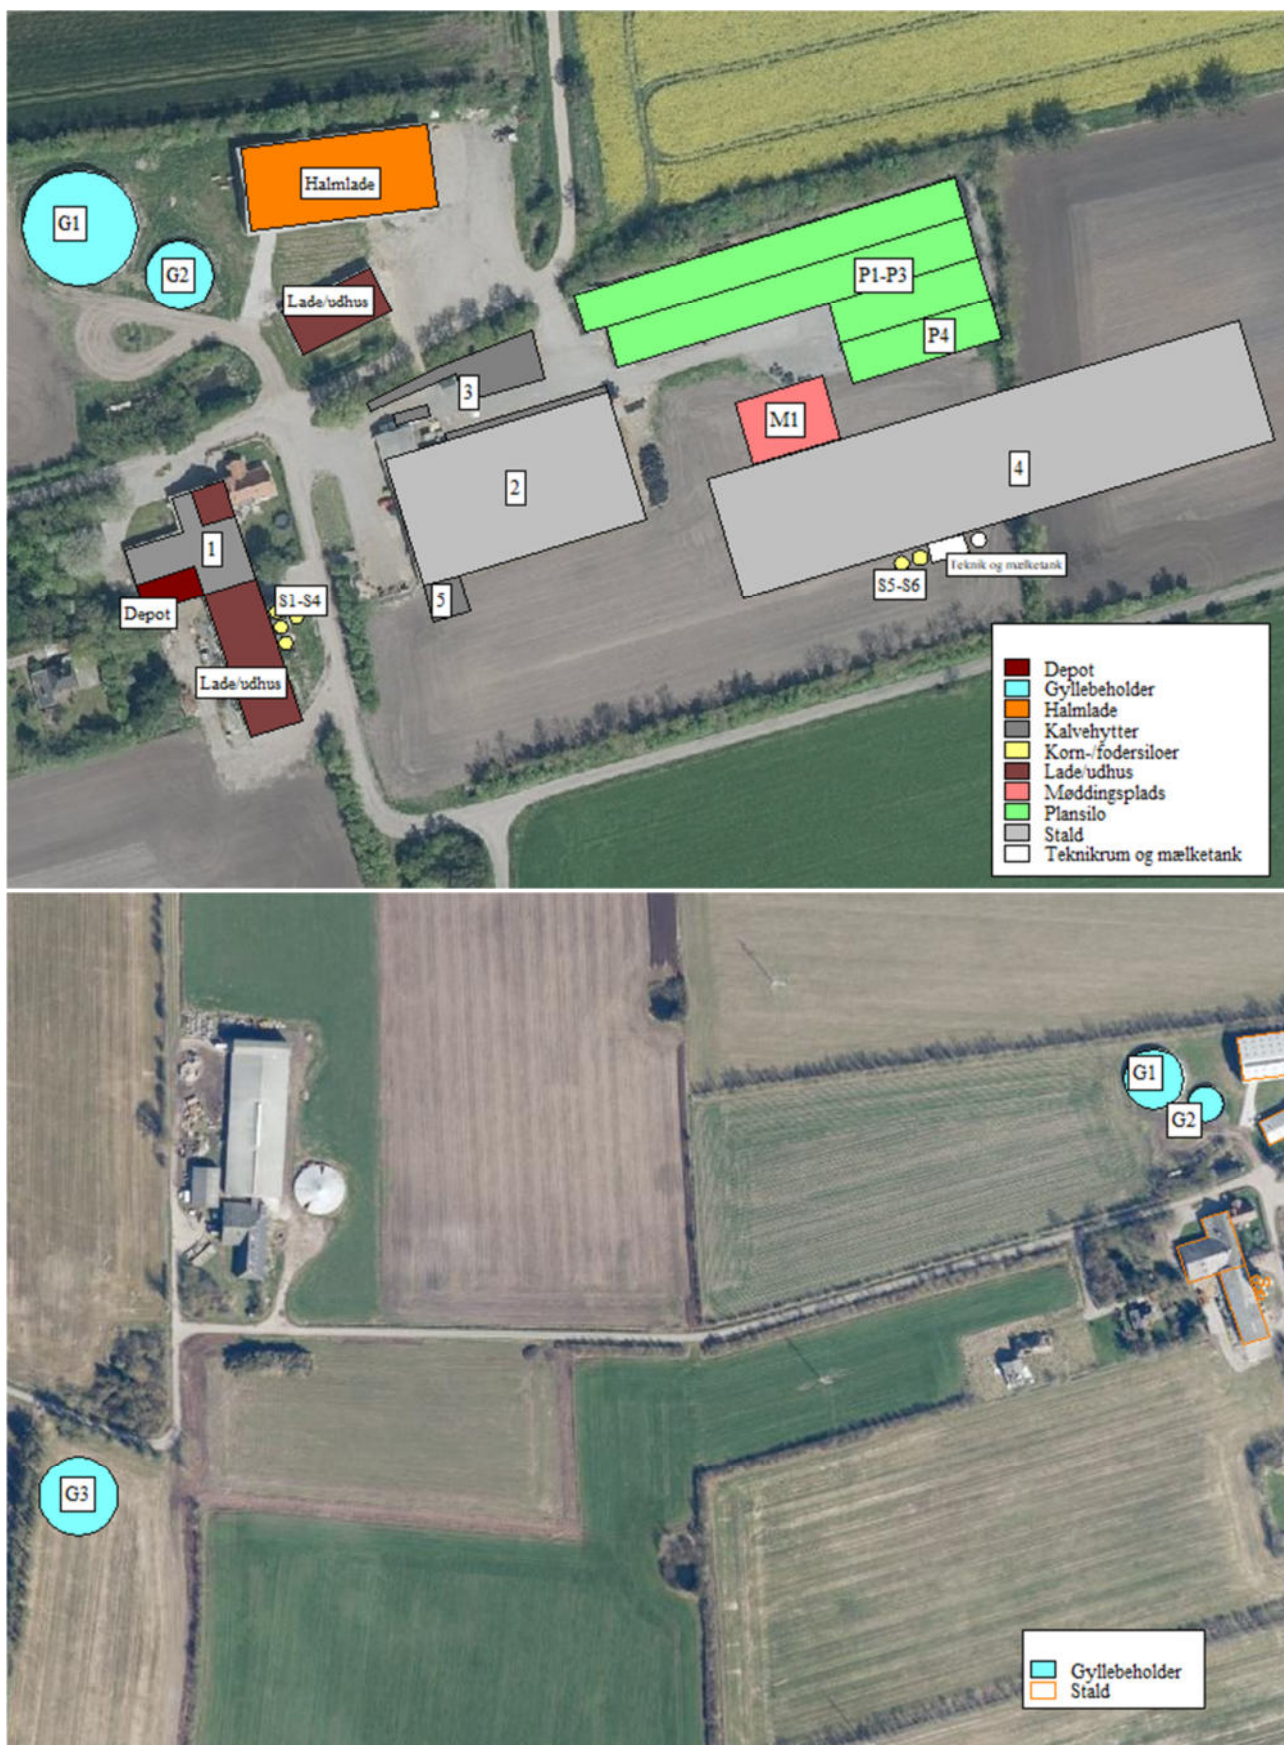 Halmlade
G1
G2
P1-P3
Lade/udhus
P4
3
M1
2
4
1
Teknik og mælketank
S5-S6
S1-S4
5
Depot
Lade/udhus
Depot
Gyllebeholder
Halmlade
Kalvehytter
Korn-/fodersiloer
Lade/udhus
Møddingsplads
Plansilo
Stald
Teknikrum og mælketank
G1
G2
G3
Gyllebeholder
Stald